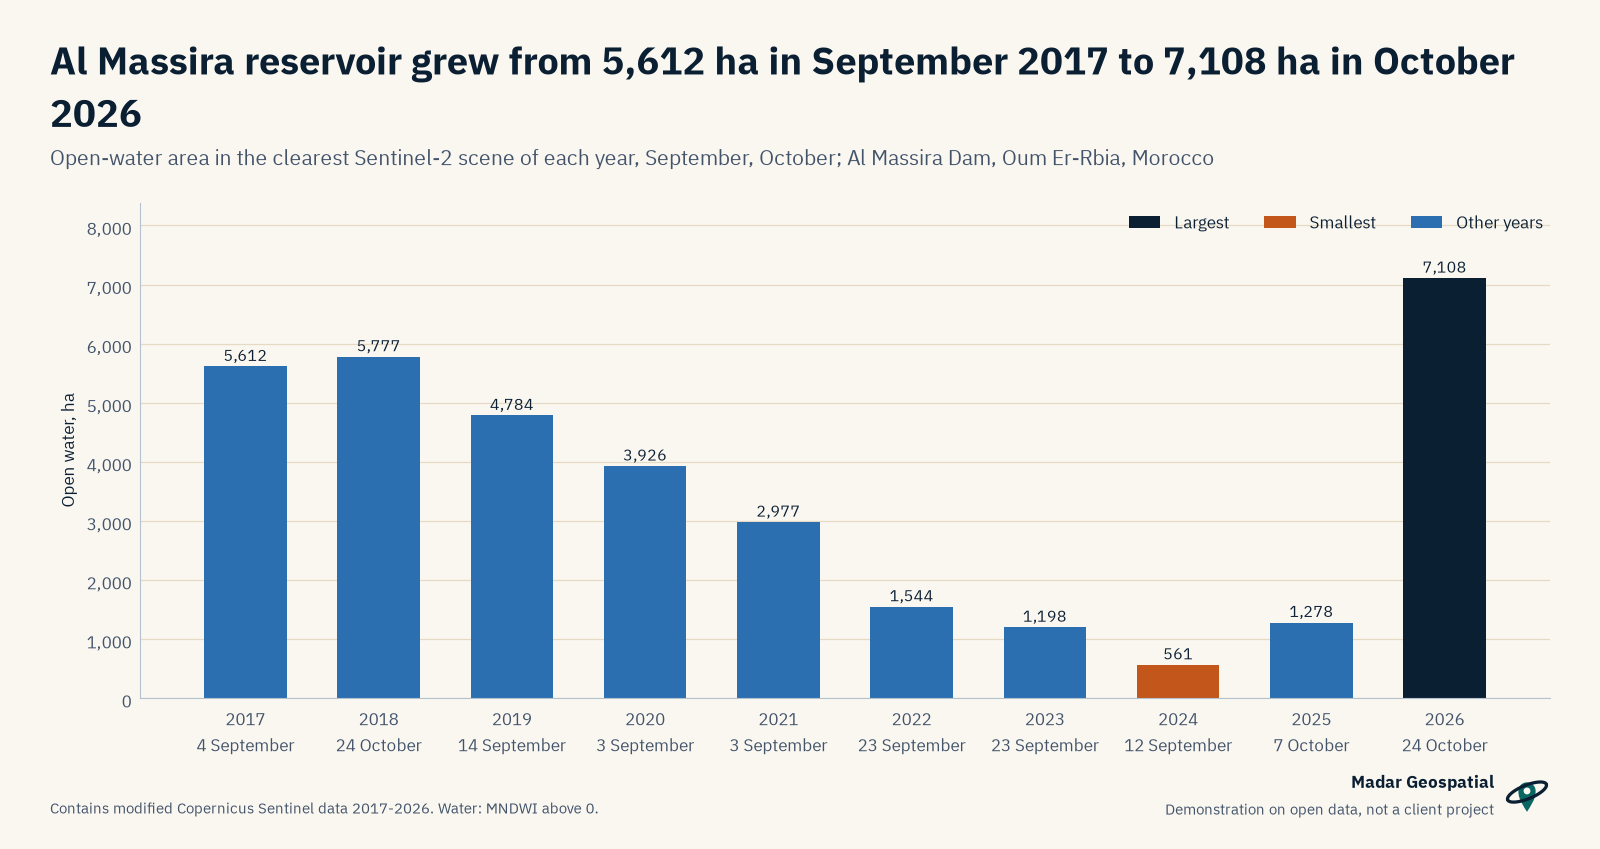 Al Massira reservoir grew from 5,612 ha in September 2017 to 7,108 ha in October
2026
Open-water area in the clearest Sentinel-2 scene of each year, September, October; Al Massira Dam, Oum Er-Rbia, Morocco
Largest
Smallest
Other years
Open water, ha
8,000
7,000
6,000
5,000
4,000
3,000
2,000
1,000
0
5,612
5,777
4,784
3,926
2,977
1,544
1,198
561
1,278
7,108
2017
4 September
2018
24 October
2019
14 September
2020
3 September
2021
3 September
2022
23 September
2023
23 September
2024
12 September
2025
7 October
2026
24 October
Contains modified Copernicus Sentinel data 2017-2026. Water: MNDWI above 0.
Madar Geospatial
Demonstration on open data, not a client project